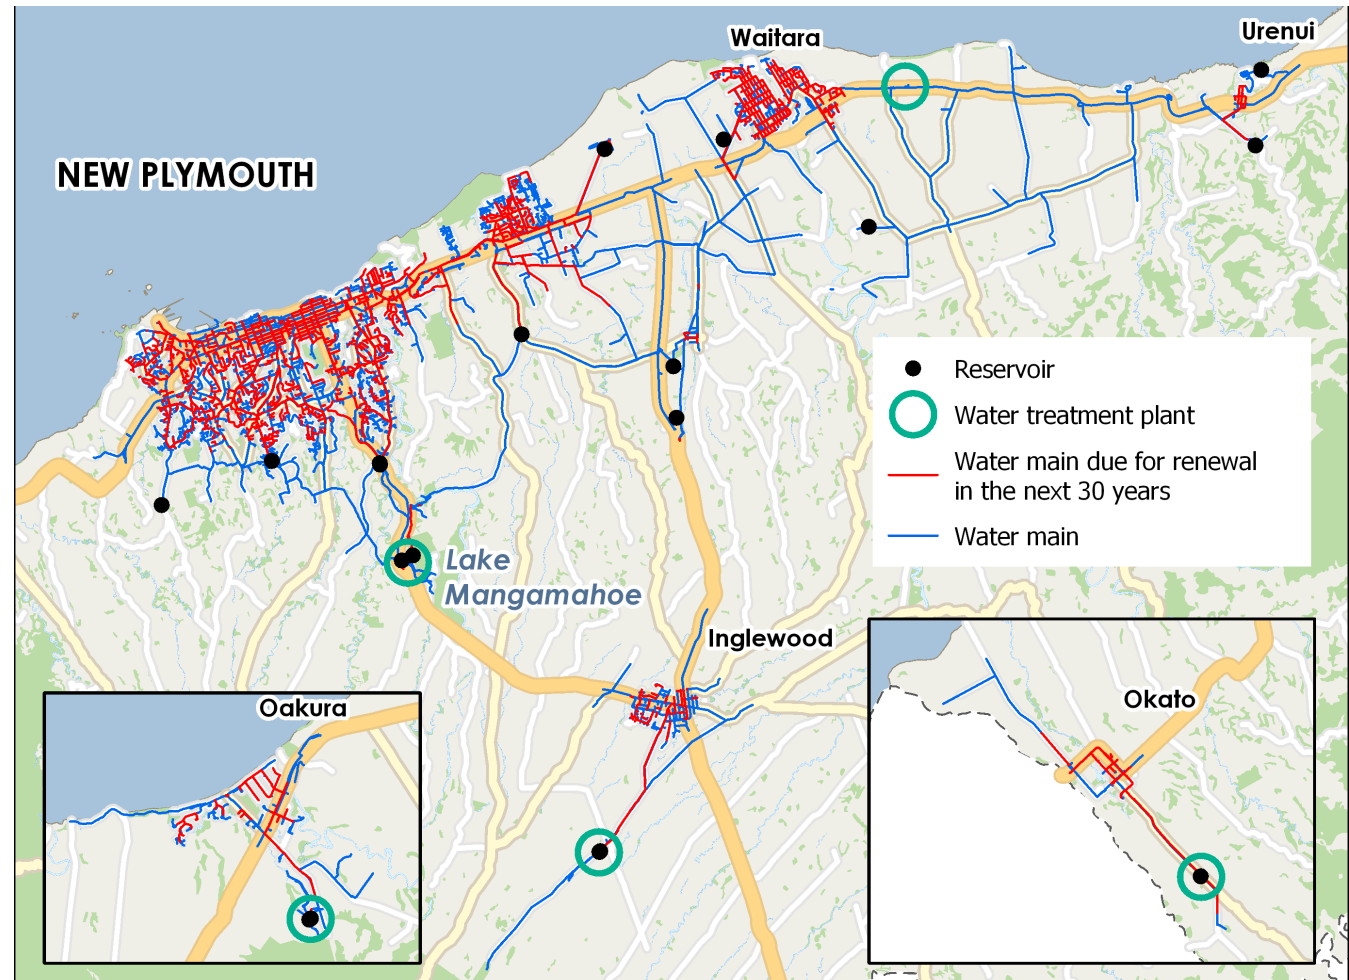 Waitara
Urenui
NEW PLYMOUTH
Reservoir
Water treatment plant
Water main due for renewal
in the next 30 years
Water main
Lake
Mangamahoe
Inglewood
Oakura
Okato